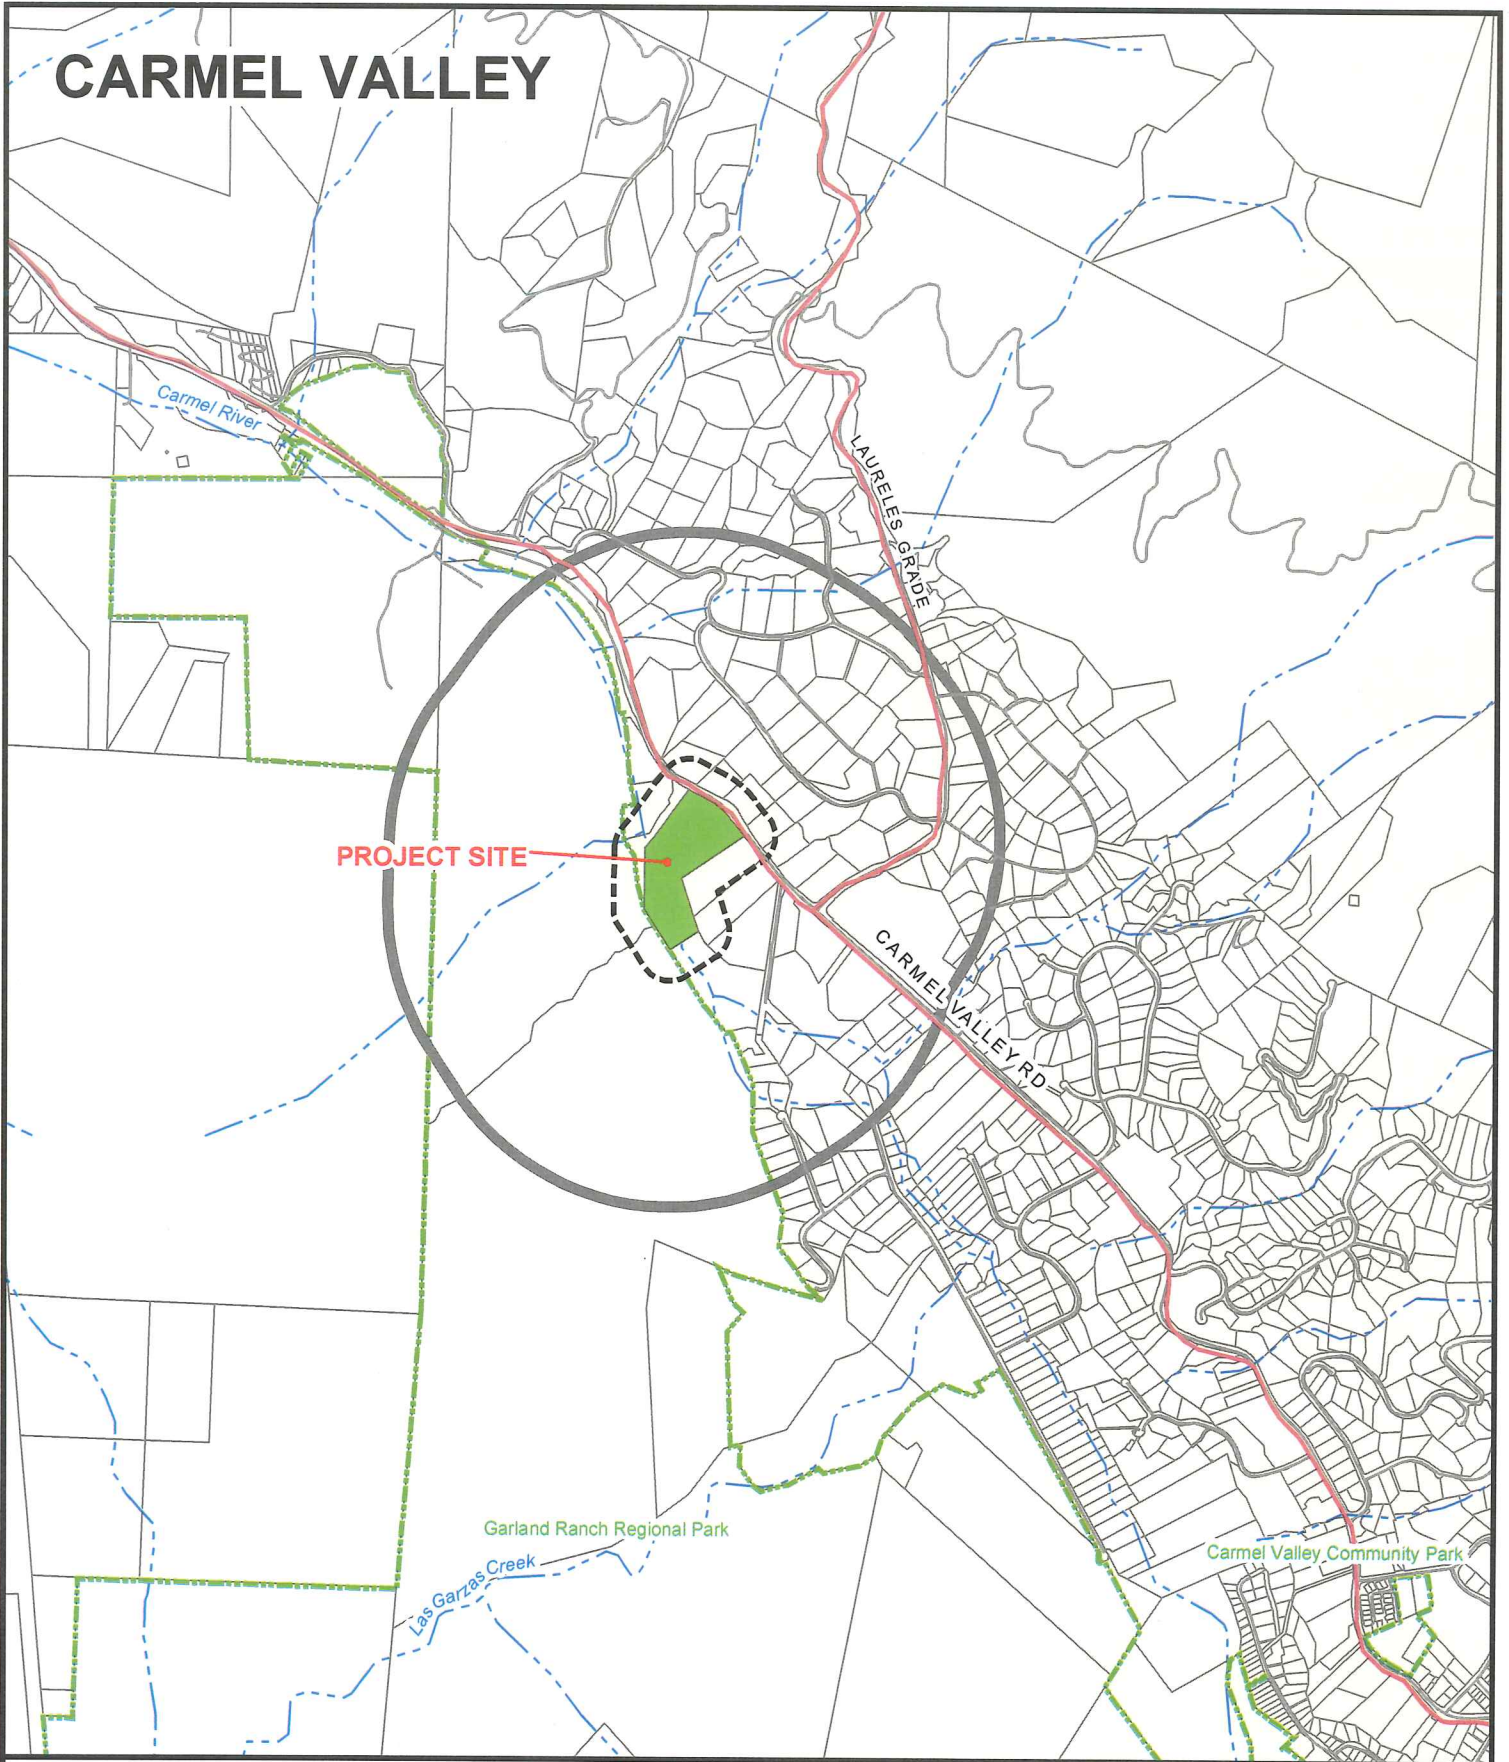 CARMEL VALLEY
Carmel River
LAURELES GRADE
PROJECT SITE
CARMEL VALLEY RD
Garland Ranch Regional Park
Las Garzas Creek
Carmel Valley Community Park